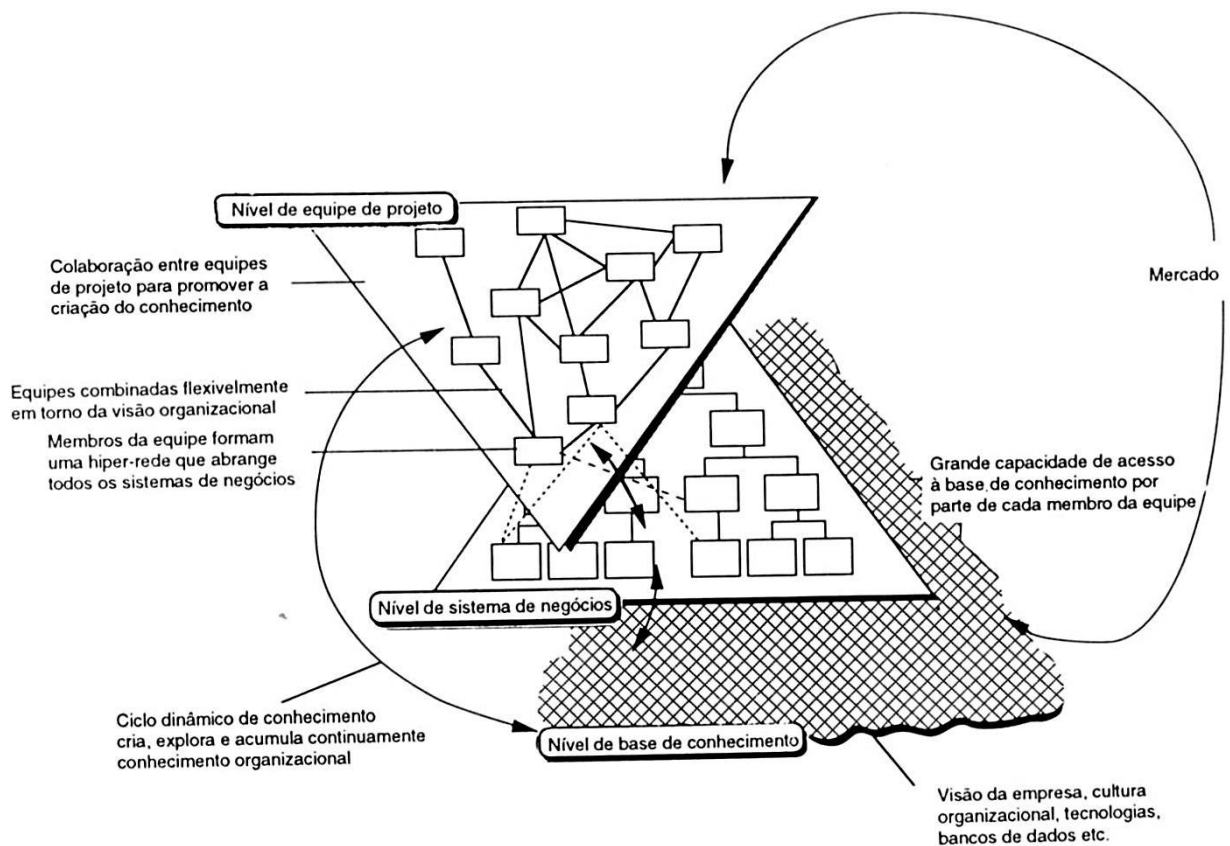 Nível de equipe de projeto
Colaboração entre equipes
de projeto para promover a
criação do conhecimento
Mercado
Equipes combinadas flexivelmente
em torno da visão organizacional
Membros da equipe formam
uma hiper-rede que abrange
todos os sistemas de negócios
Grande capacidade de acesso
à base de conhecimento por
parte de cada membro da equipe
Nível de sistema de negócios
Ciclo dinâmico de conhecimento
cria, explora e acumula continuamente
conhecimento organizacional
Nível de base de conhecimento
Visão da empresa, cultura
organizacional, tecnologias,
bancos de dados etc.